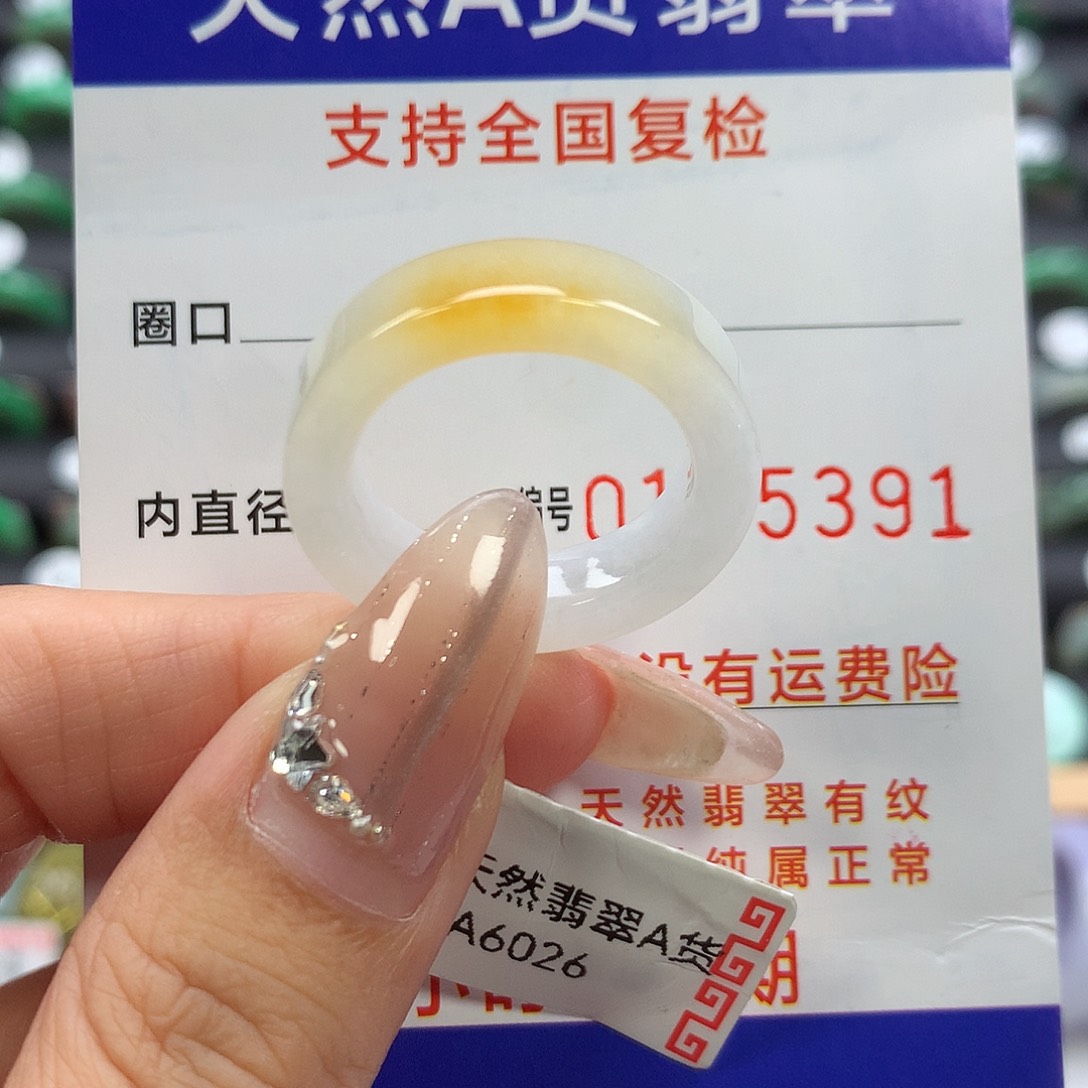 天然A货翡翠
支持全国复检
圈口
内直径
编号
01 5391
没有运费险
天然翡翠有纹
纯属正常
期
天然翡翠A货
A6026